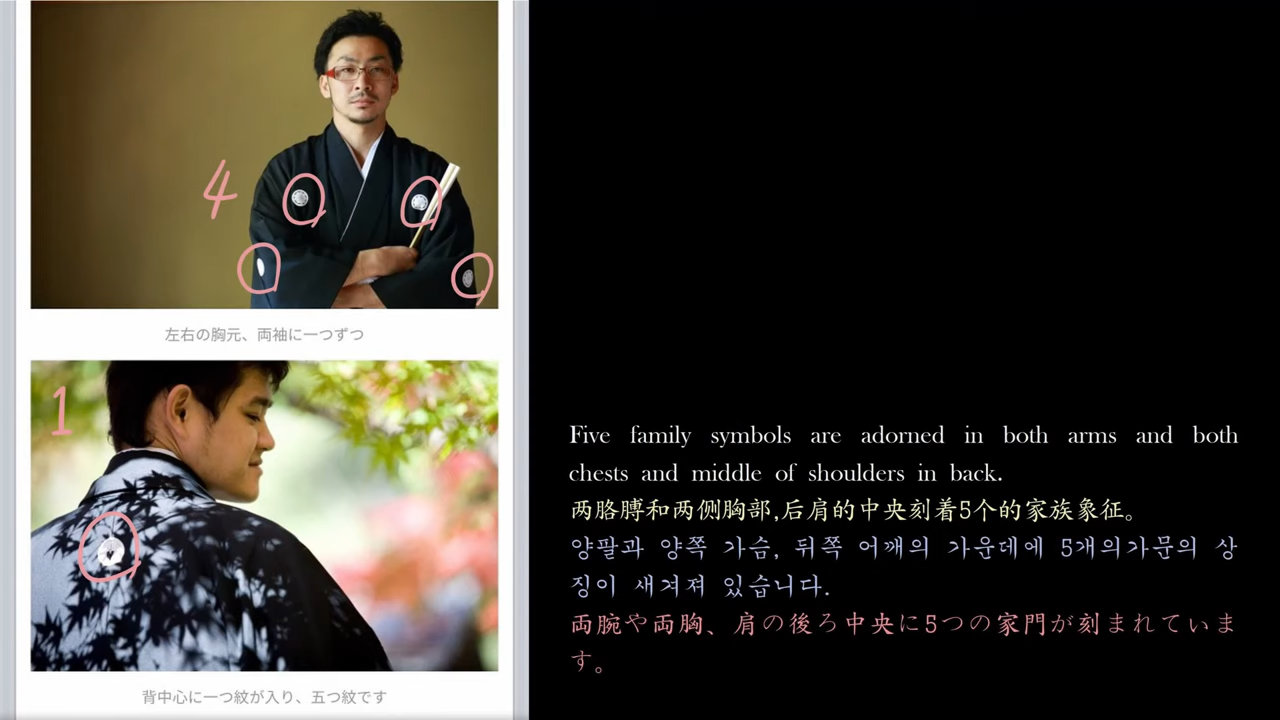 4
左右の胸元、両袖に一つずつ
1
背中心に一つ紋が入り、五つ紋です
Five family symbols are adorned in both arms and both
chests and middle of shoulders in back.
两胳膊和两侧胸部,后肩的中央刻着5个的家族象征。
양팔과 양쪽 가슴, 뒤쪽 어깨의 가운데에 5개의가문의 상
징이 새겨져 있습니다.
両腕や両胸、肩の後ろ中央に5つの家門が刻まれていま
す。